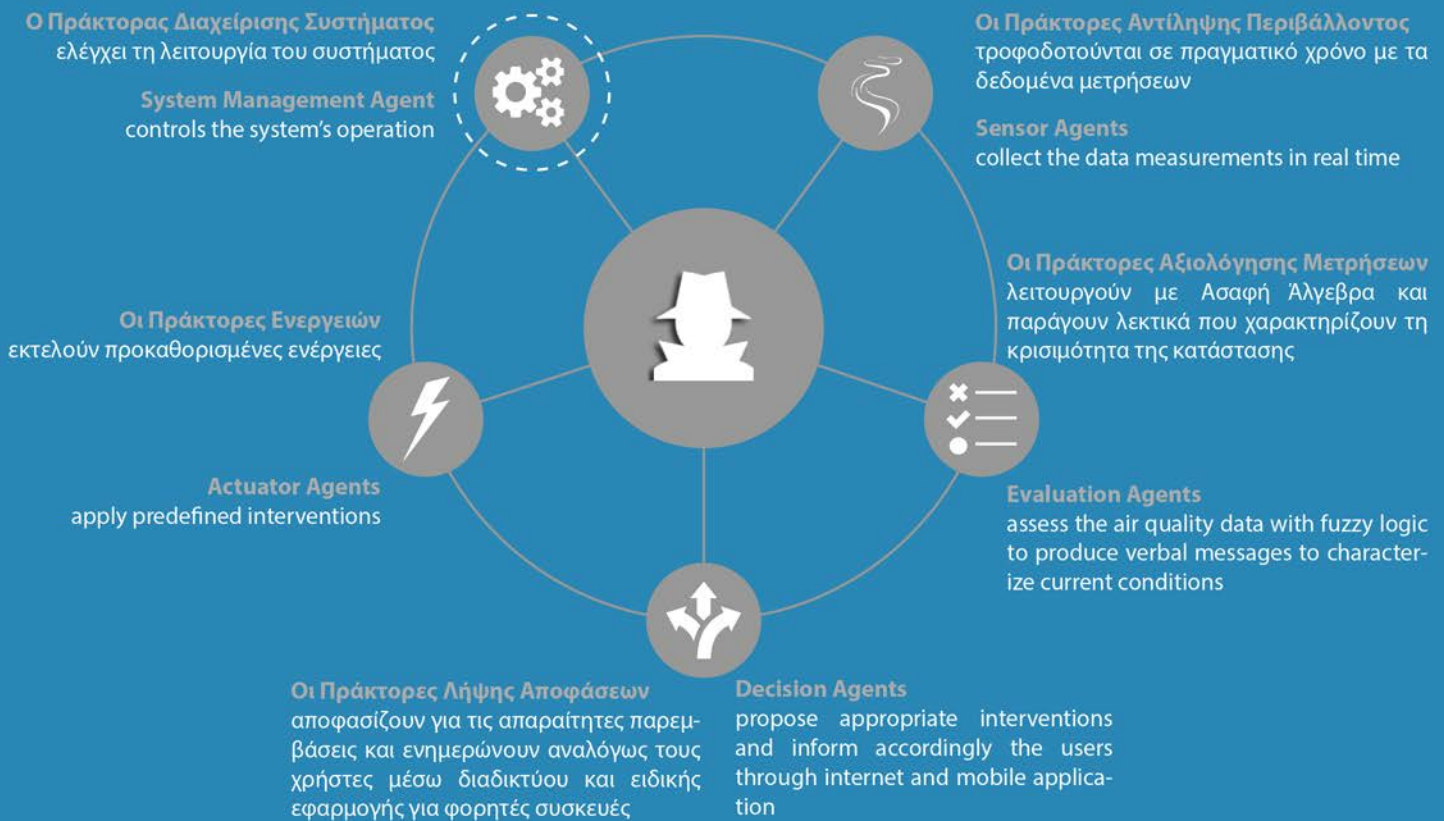 Ο Πράκτορας Διαχείρισης Συστήματος
ελέγχει τη λειτουργία του συστήματος
System Management Agent
controls the system's operation
Οι Πράκτορες Αντίληψης Περιβάλλοντος
τροφοδοτούνται σε πραγματικό χρόνο με τα
δεδομένα μετρήσεων
Sensor Agents
collect the data measurements in real time
Οι Πράκτορες Αξιολόγησης Μετρήσεων
λειτουργούν με Ασαφή Άλγεβρα και
παράγουν λεκτικά που χαρακτηρίζουν τη
κρισιμότητα της κατάστασης
Evaluation Agents
assess the air quality data with fuzzy logic
to produce verbal messages to character-
ize current conditions
Οι Πράκτορες Ενεργειών
εκτελούν προκαθορισμένες ενέργειες
Actuator Agents
apply predefined interventions
Οι Πράκτορες Λήψης Αποφάσεων
αποφασίζουν για τις απαραίτητες παρεμ-
βάσεις και ενημερώνουν αναλόγως τους
χρήστες μέσω διαδικτύου και ειδικής
εφαρμογής για φορητές συσκευές
Decision Agents
propose appropriate interventions
and inform accordingly the users
through internet and mobile applica-
tion